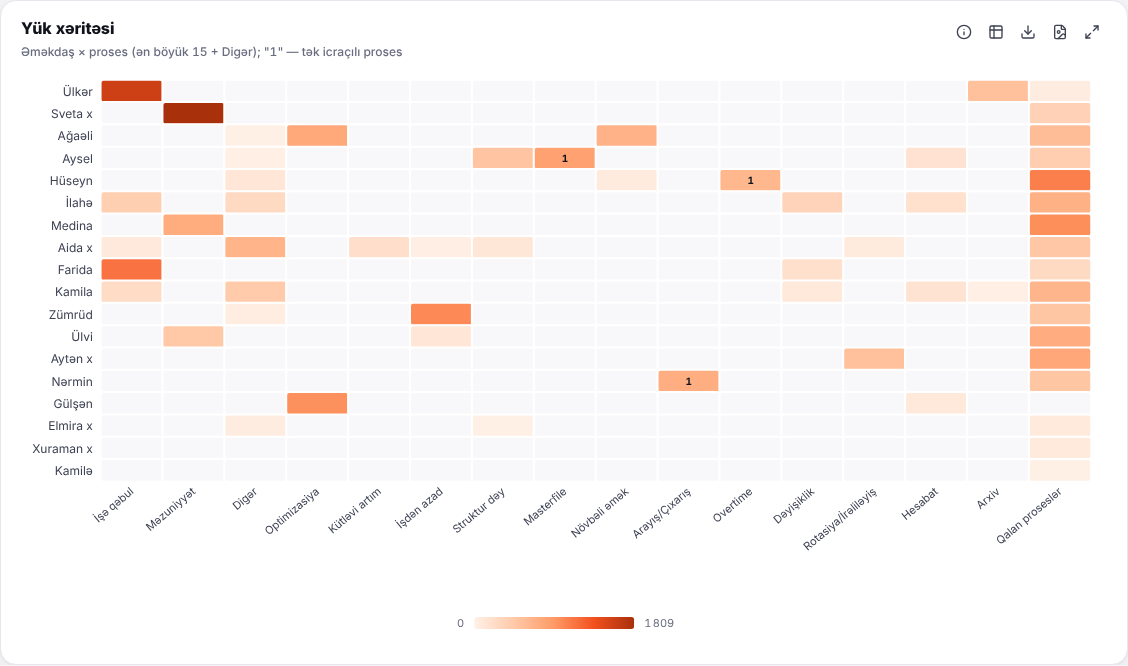 Yük xəritəsi
Əməkdaş × proses (ən böyük 15 + Digər); "1" — tək icraçılı proses
Ülkər
Sveta x
Ağaəli
Aysel 1
Hüseyn 1
İlahə
Medina
Aida x
Farida
Kamila
Zümrüd
Ülvi
Aytən x
Nərmin 1
Gülşən
Elmira x
Xuraman x
Kamilə
İşə qəbul
Məzuniyyət
Digər
Optimizasiya
Kütləvi artım
İşdən azad
Struktur dəy
Masterfile
Növbəli əmək
Arayış/Çıxarış
Overtime
Dəyişiklik
Rotasiya/İrəliləyiş
Hesabat
Arxiv
Qalan proseslər
0 1 809